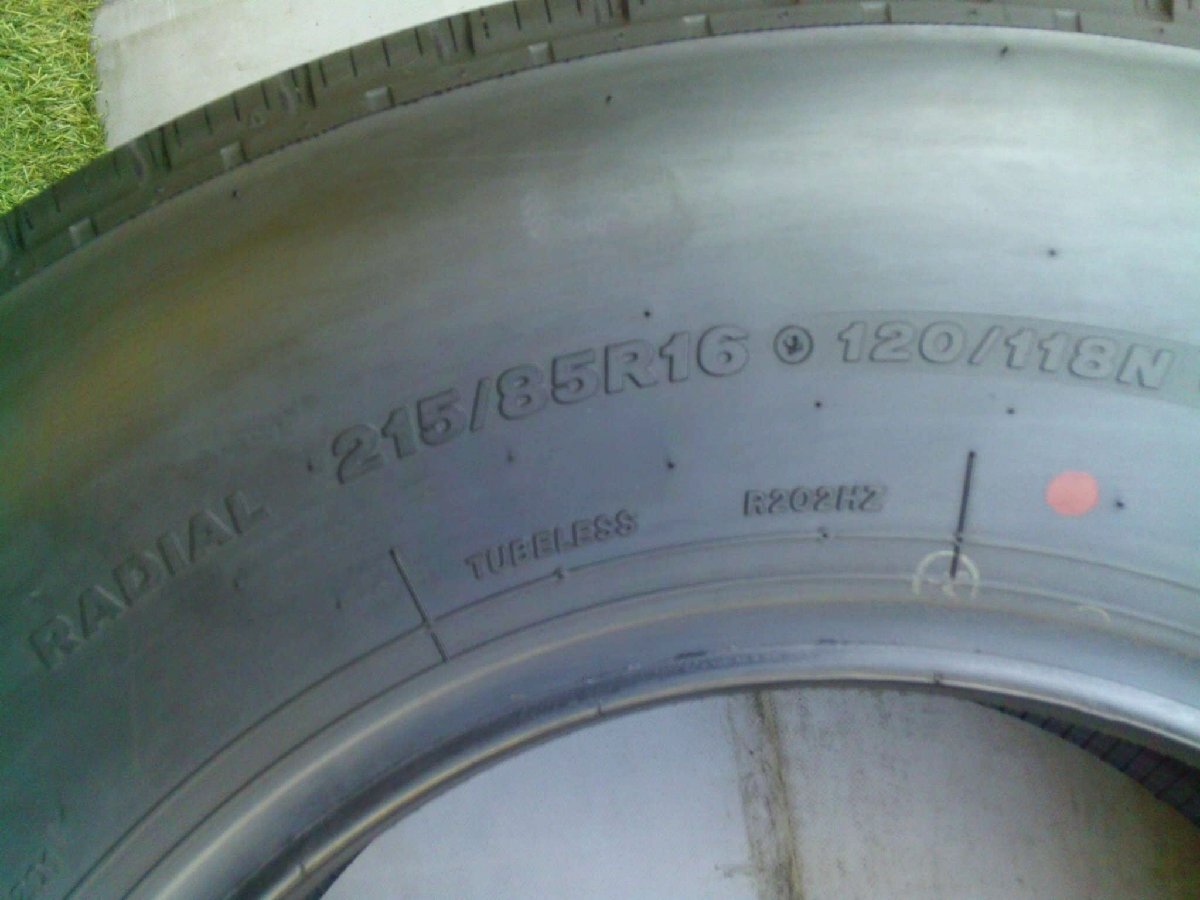 RADIAL 215/85R16 120/118N
TUBELESS R202HZ